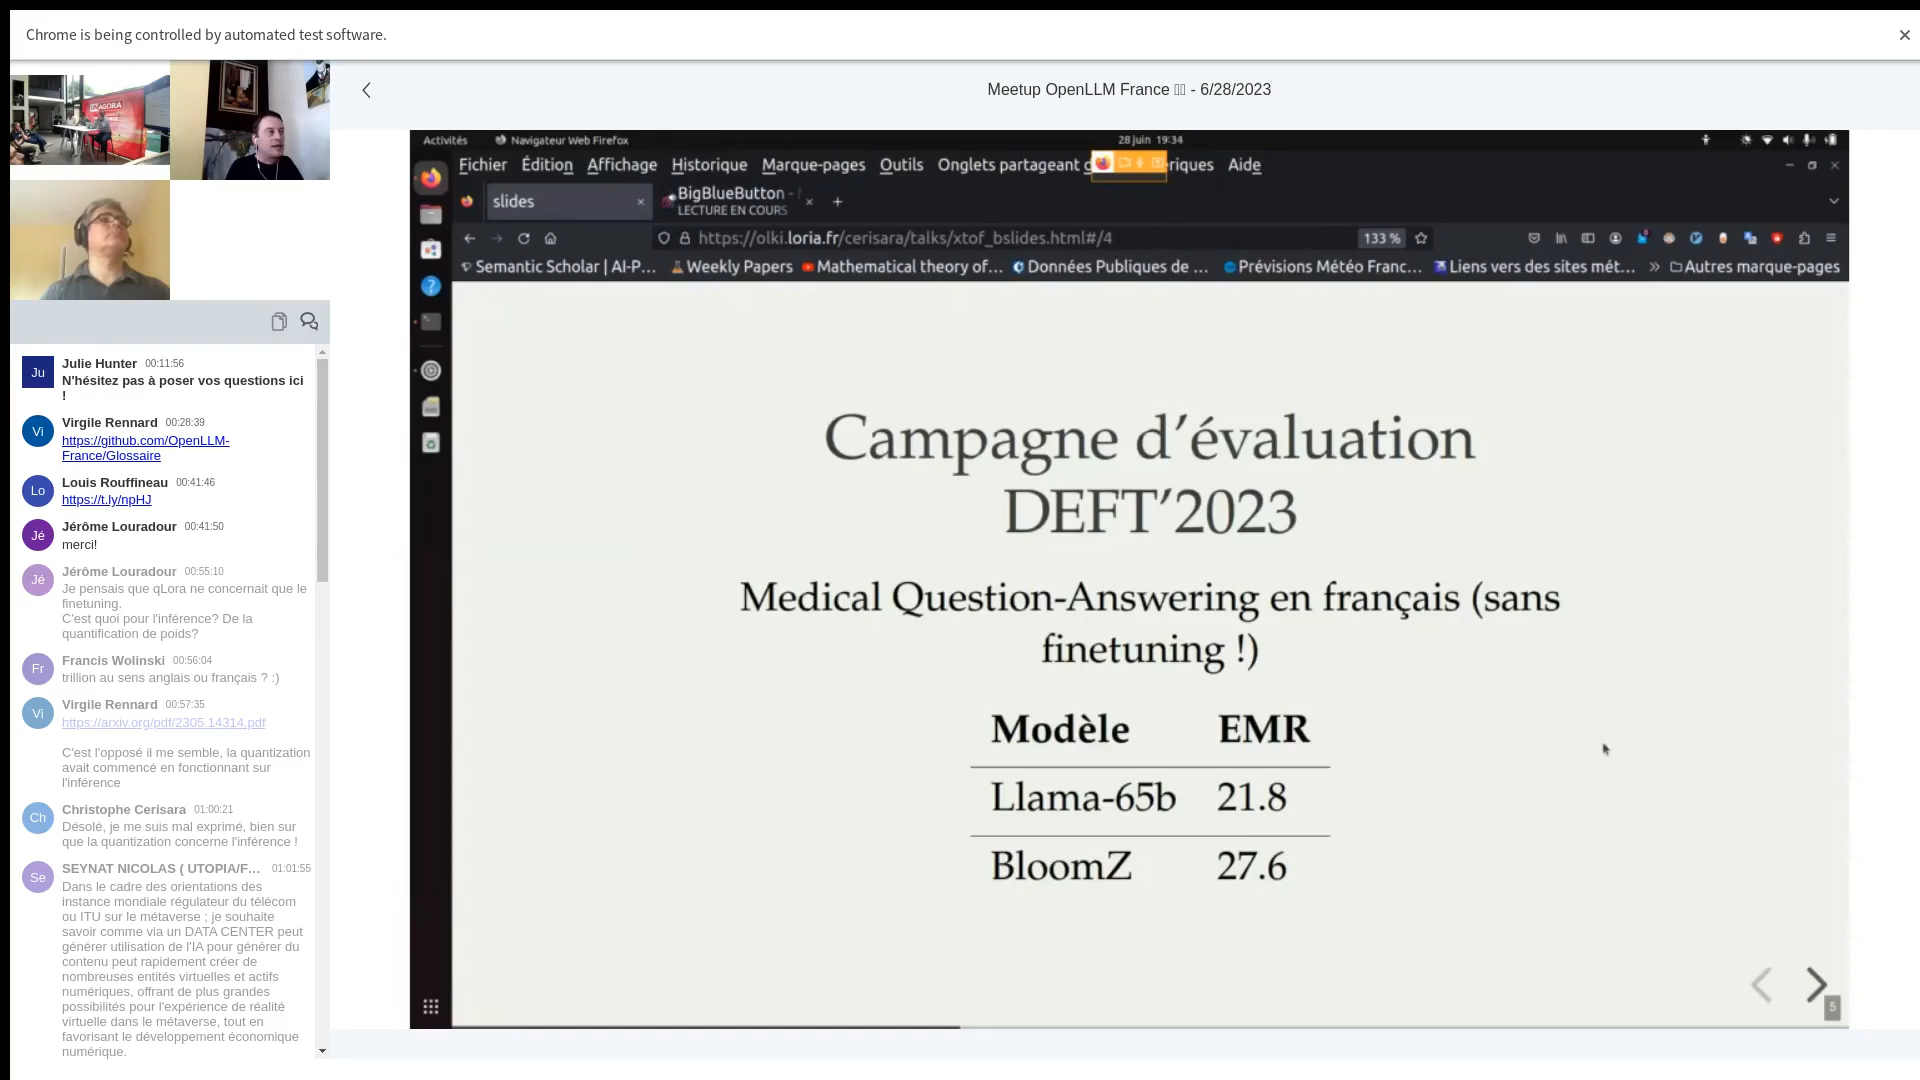 Chrome is being controlled by automated test software.
Meetup OpenLLM France - 6/28/2023
AGORA
Julie Hunter 00:11:56
N'hésitez pas à poser vos questions ici
!
Virgile Rennard 00:28:39
https://github.com/OpenLLM-
France/Glossaire
Louis Rouffineau 00:41:46
https://t.ly/npHJ
Jérôme Louradour 00:41:50
merci!
Jérôme Louradour 00:55:10
Je pensais que qLora ne concernait que le
finetuning.
C'est quoi pour l'inférence? De la
quantification de poids?
Francis Wolinski 00:56:04
trillion au sens anglais ou français ? :)
Virgile Rennard 00:57:35
https://arxiv.org/pdf/2305.14314.pdf
C'est l'opposé il me semble, la quantization
avait commencé en fonctionnant sur
l'inférence
Christophe Cerisara 01:00:21
Désolé, je me suis mal exprimé, bien sur
que la quantization concerne l'inférence !
SEYNAT NICOLAS ( UTOPIA/F... 01:01:55
Dans le cadre des orientations des
instance mondiale régulateur du télécom
ou ITU sur le métaverse ; je souhaite
savoir comme via un DATA CENTER peut
générer utilisation de l'IA pour générer du
contenu peut rapidement créer de
nombreuses entités virtuelles et actifs
numériques, offrant de plus grandes
possibilités pour l'expérience de réalité
virtuelle dans le métaverse, tout en
favorisant le développement économique
numérique.
Ju
Vi
Lo
Jé
Jé
Fr
Vi
Ch
Se
Activités Navigateur Web Firefox 28 juin 19:34
Fichier Édition Affichage Historique Marque-pages Outils Onglets partageant riques Aide
slides
BigBlueButton -
LECTURE EN COURS
https://olki.loria.fr/cerisara/talks/xtof_bslides.html#/4 133 %
Semantic Scholar | AI-P... Weekly Papers Mathematical theory of... Données Publiques de ... Prévisions Météo Franc... Liens vers des sites mét... Autres marque-pages
Campagne d'évaluation
DEFT'2023
Medical Question-Answering en français (sans
finetuning !)
Modèle EMR
Llama-65b 21.8
BloomZ 27.6
5